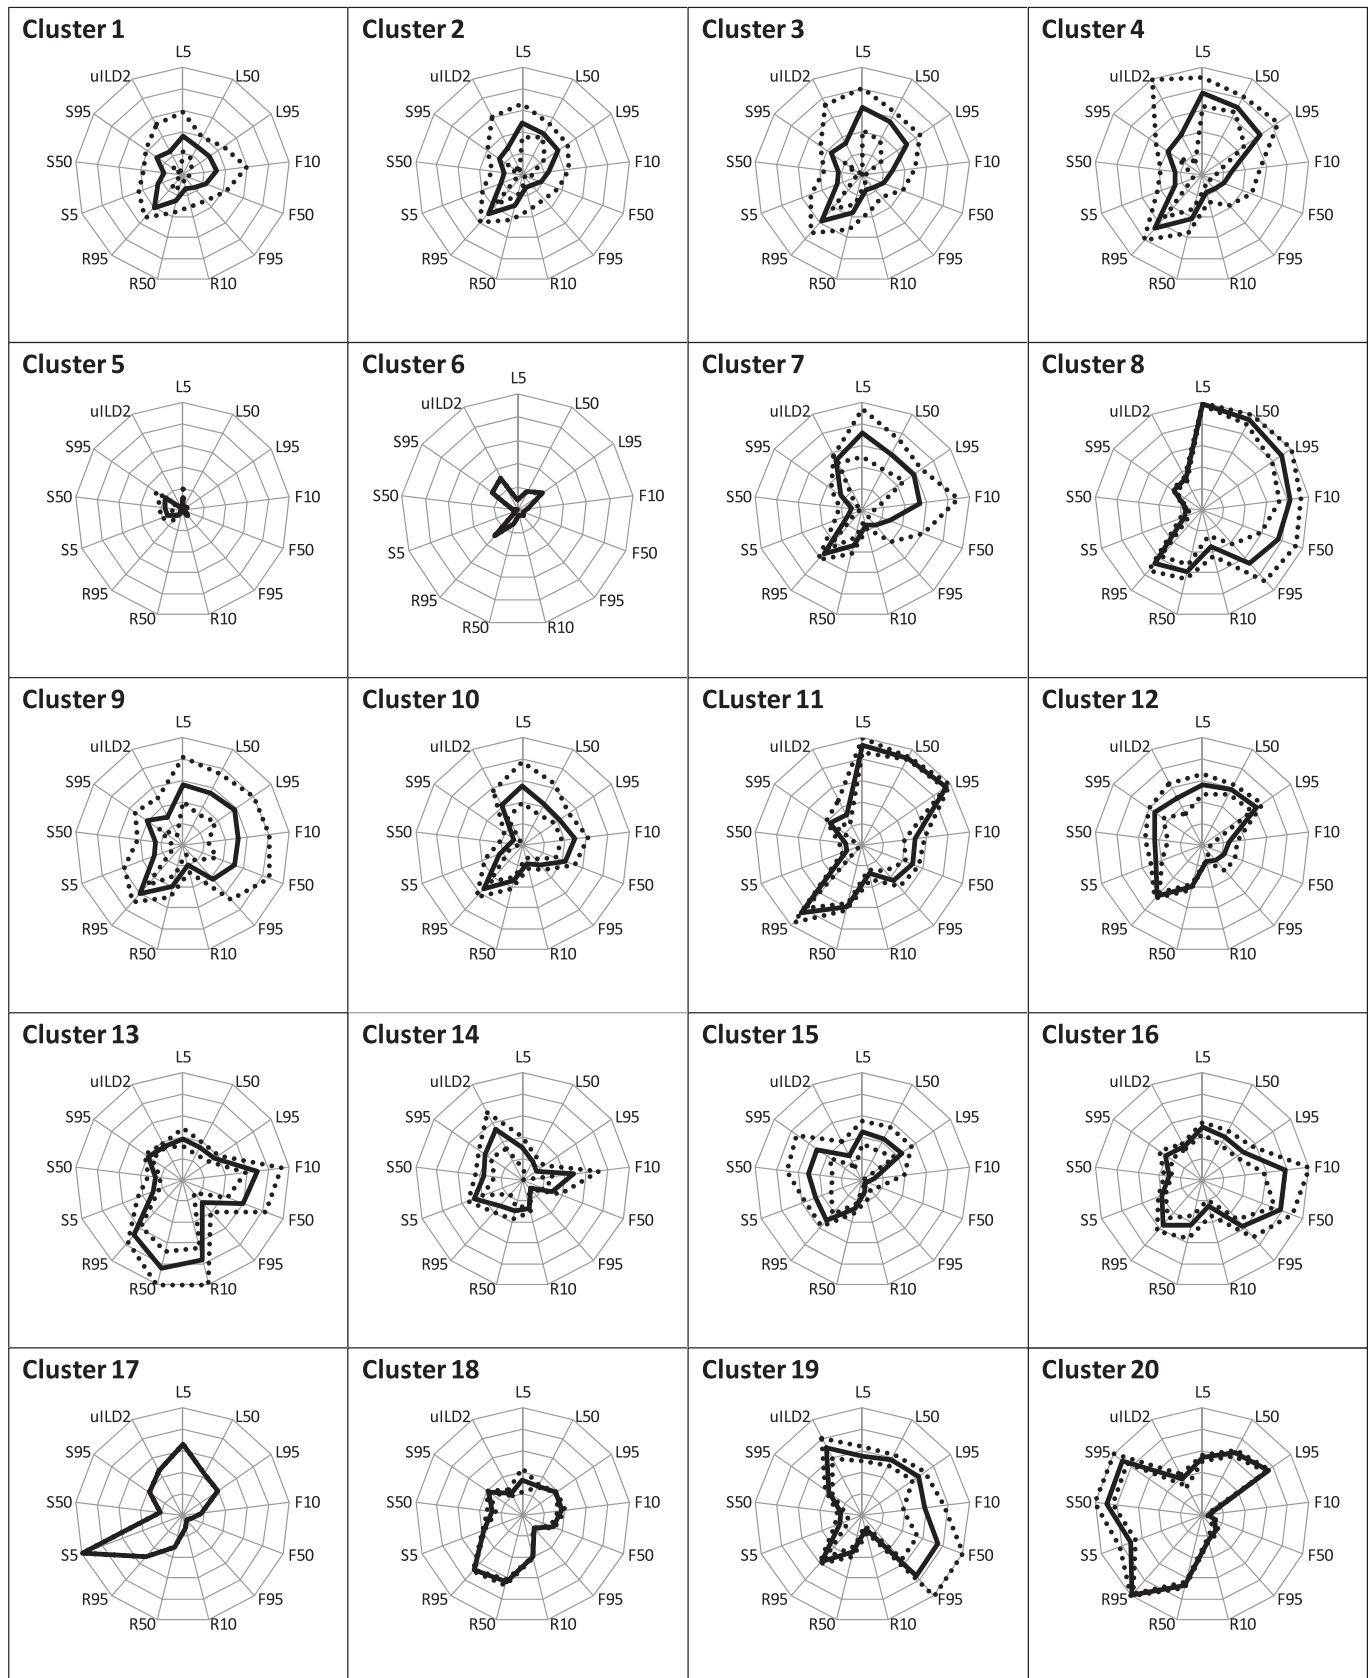 Cluster 1
L5
L50
L95
F10
F50
F95
R10
R50
R95
S5
S50
S95
uILD2
Cluster 2
L5
L50
L95
F10
F50
F95
R10
R50
R95
S5
S50
S95
uILD2
Cluster 3
L5
L50
L95
F10
F50
F95
R10
R50
R95
S5
S50
S95
uILD2
Cluster 4
L5
L50
L95
F10
F50
F95
R10
R50
R95
S5
S50
S95
uILD2
Cluster 5
L5
L50
L95
F10
F50
F95
R10
R50
R95
S5
S50
S95
uILD2
Cluster 6
L5
L50
L95
F10
F50
F95
R10
R50
R95
S5
S50
S95
uILD2
Cluster 7
L5
L50
L95
F10
F50
F95
R10
R50
R95
S5
S50
S95
uILD2
Cluster 8
L5
L50
L95
F10
F50
F95
R10
R50
R95
S5
S50
S95
uILD2
Cluster 9
L5
L50
L95
F10
F50
F95
R10
R50
R95
S5
S50
S95
uILD2
Cluster 10
L5
L50
L95
F10
F50
F95
R10
R50
R95
S5
S50
S95
uILD2
CLuster 11
L5
L50
L95
F10
F50
F95
R10
R50
R95
S5
S50
S95
uILD2
Cluster 12
L5
L50
L95
F10
F50
F95
R10
R50
R95
S5
S50
S95
uILD2
Cluster 13
L5
L50
L95
F10
F50
F95
R10
R50
R95
S5
S50
S95
uILD2
Cluster 14
L5
L50
L95
F10
F50
F95
R10
R50
R95
S5
S50
S95
uILD2
Cluster 15
L5
L50
L95
F10
F50
F95
R10
R50
R95
S5
S50
S95
uILD2
Cluster 16
L5
L50
L95
F10
F50
F95
R10
R50
R95
S5
S50
S95
uILD2
Cluster 17
L5
L50
L95
F10
F50
F95
R10
R50
R95
S5
S50
S95
uILD2
Cluster 18
L5
L50
L95
F10
F50
F95
R10
R50
R95
S5
S50
S95
uILD2
Cluster 19
L5
L50
L95
F10
F50
F95
R10
R50
R95
S5
S50
S95
uILD2
Cluster 20
L5
L50
L95
F10
F50
F95
R10
R50
R95
S5
S50
S95
uILD2